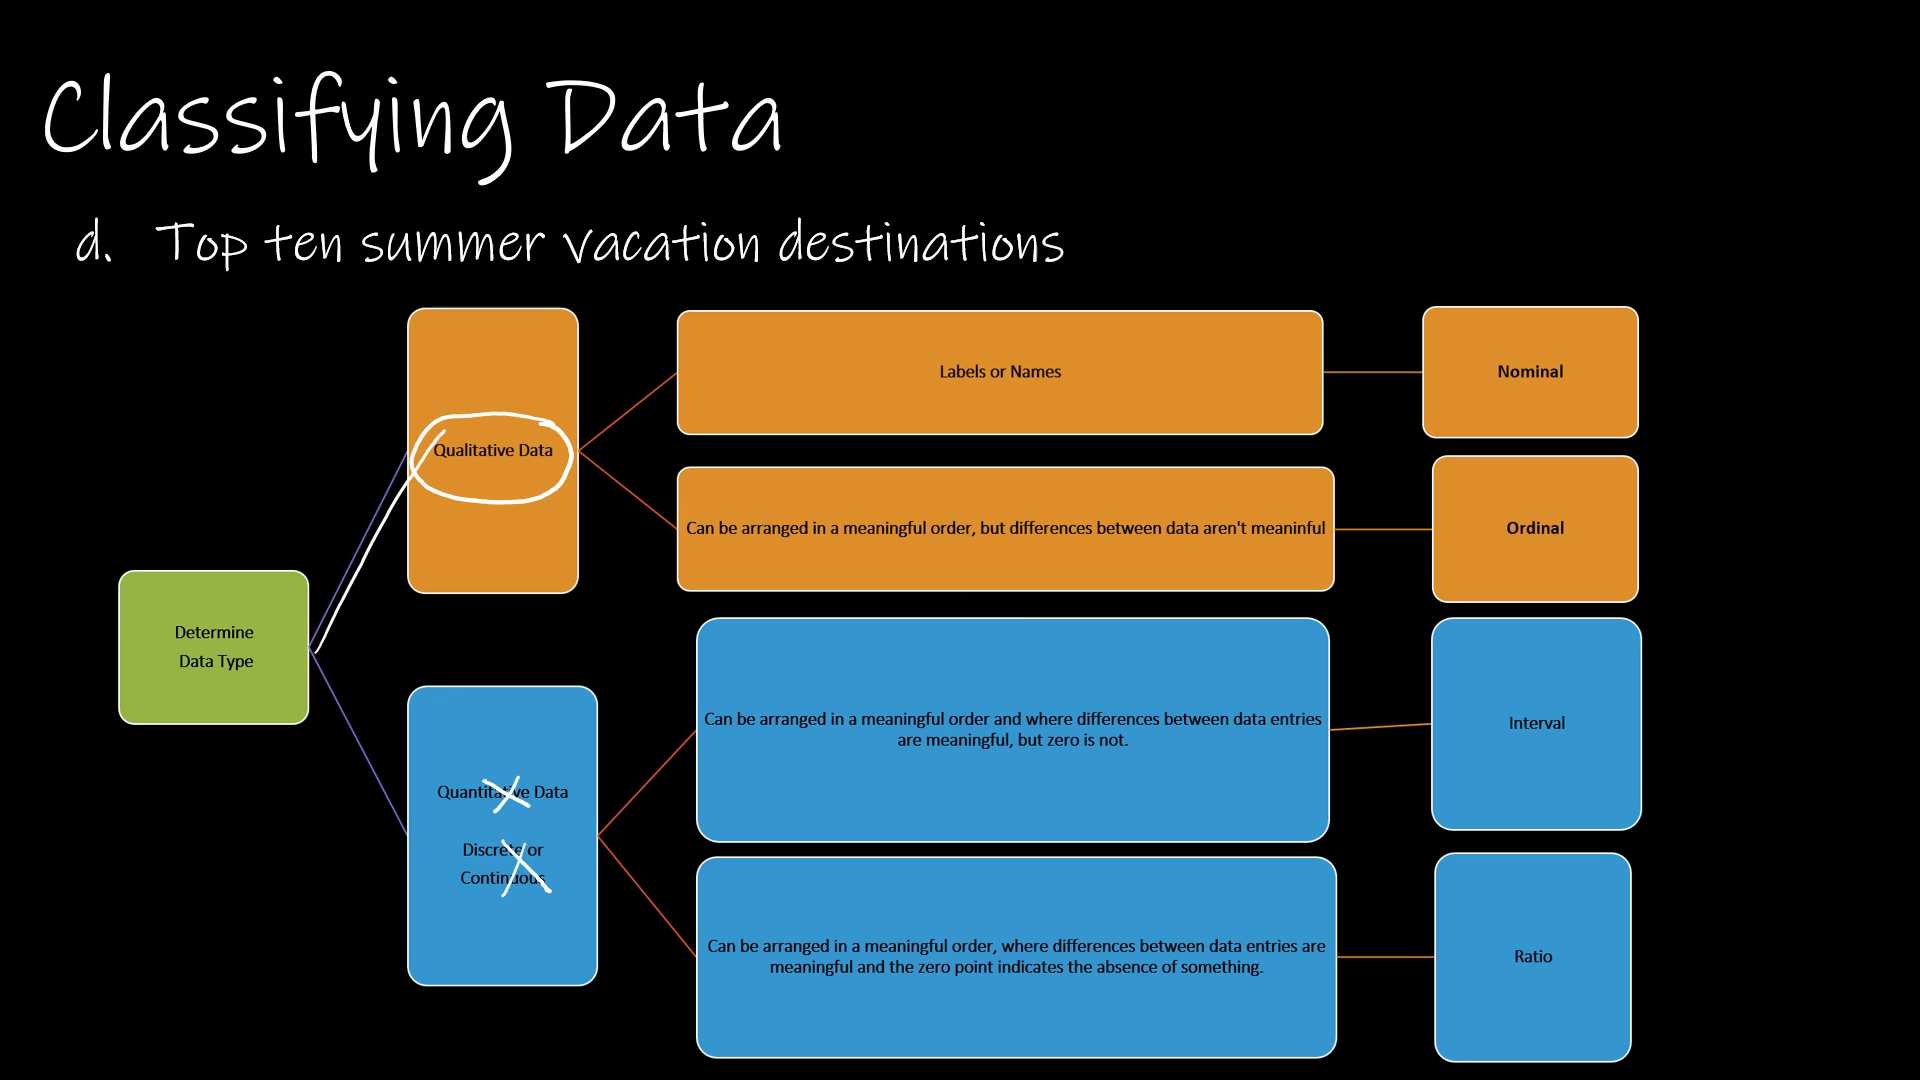 Classifying Data
d. Top ten summer vacation destinations
Labels or Names
Nominal
Qualitative Data
Can be arranged in a meaningful order, but differences between data aren't meaninful
Ordinal
Determine
Data Type
Can be arranged in a meaningful order and where differences between data entries
are meaningful, but zero is not.
Interval
Quantitative Data
Discrete or
Continuous
Can be arranged in a meaningful order, where differences between data entries are
meaningful and the zero point indicates the absence of something.
Ratio